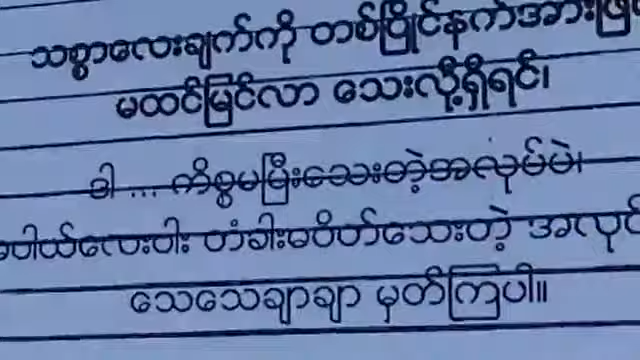 သစ္စာလေးချက်ကို တစ်ပြိုင်နက်အားဖြင့်
မထင်မြင်လာ သေးလို့ရှိရင်၊
ဒါ ... ကိစ္စမပြီးသေးတဲ့အလုပ်မဲ၊
လေးပါး တံခါးမပိတ်သေးတဲ့ အလုပ်
သေသေချာချာ မှတ်ကြပါ။